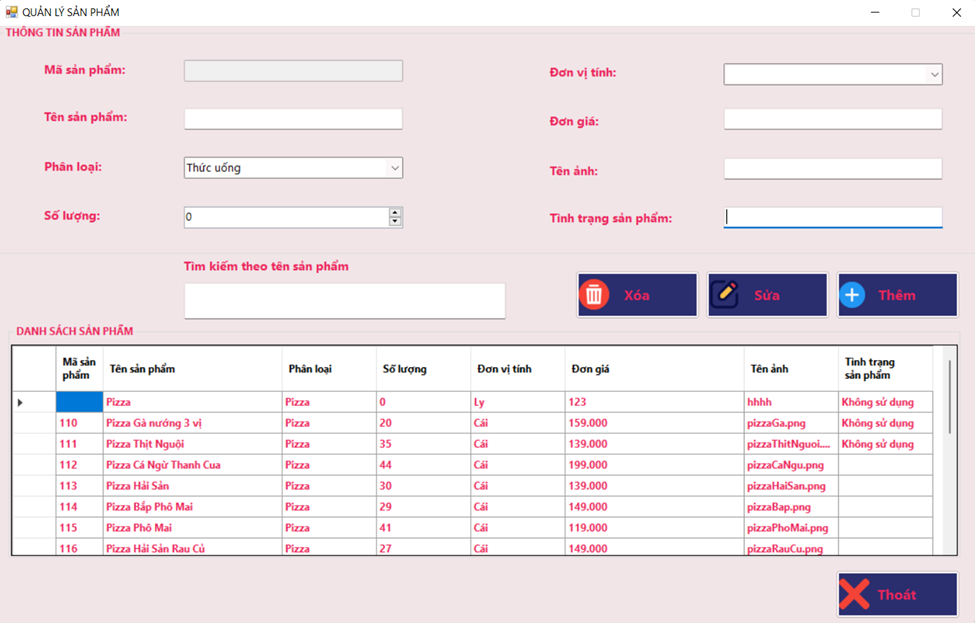 QUẢN LÝ SẢN PHẨM
THÔNG TIN SẢN PHẨM
Mã sản phẩm:
Đơn vị tính:
Tên sản phẩm:
Đơn giá:
Phân loại: Thức uống
Tên ảnh:
Số lượng: 0
Tình trạng sản phẩm:
Tìm kiếm theo tên sản phẩm
Xóa Sửa Thêm
DANH SÁCH SẢN PHẨM
Mã sản phẩm Tên sản phẩm Phân loại Số lượng Đơn vị tính Đơn giá Tên ảnh Tình trạng sản phẩm
Pizza Pizza 0 Ly 123 hhhh Không sử dụng
110 Pizza Gà nướng 3 vị Pizza 20 Cái 159.000 pizzaGa.png Không sử dụng
111 Pizza Thịt Nguội Pizza 35 Cái 139.000 pizzaThitNguoi.... Không sử dụng
112 Pizza Cá Ngừ Thanh Cua Pizza 44 Cái 199.000 pizzaCaNgu.png
113 Pizza Hải Sản Pizza 30 Cái 139.000 pizzaHaiSan.png
114 Pizza Bắp Phô Mai Pizza 29 Cái 149.000 pizzaBap.png
115 Pizza Phô Mai Pizza 41 Cái 119.000 pizzaPhoMai.png
116 Pizza Hải Sản Rau Củ Pizza 27 Cái 149.000 pizzaRauCu.png
Thoát